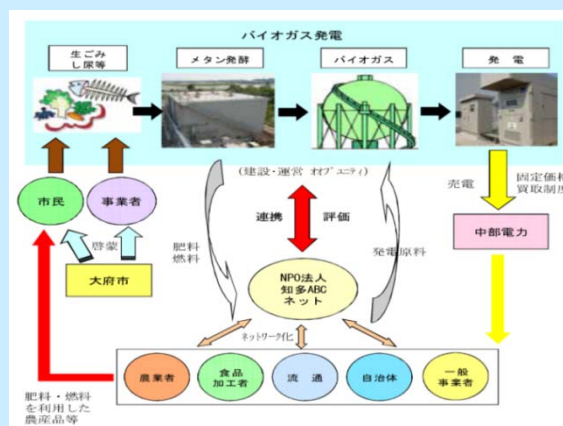 バイオガス発電
生ごみ
し尿等
メタン発酵
バイオガス
発 電
(建設・運営 オオブユニティ)
売電
固定価格
買取制度
市民
事業者
連携
評価
中部電力
啓蒙
肥料
燃料
発電原料
大府市
NPO法人
知多ABC
ネット
ネットワーク化
農業者
食品
加工者
流 通
自治体
一般
事業者
肥料・燃料
を利用した
農産品等